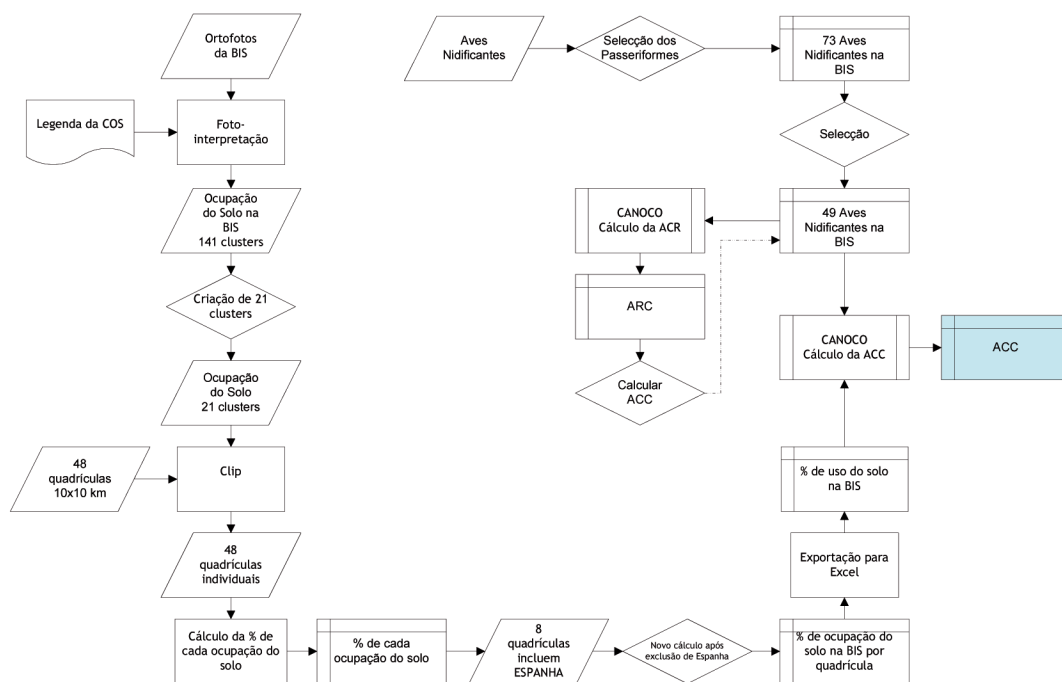 Ortofotos
da BIS
Legenda da COS
Foto-
interpretação
Ocupação
do Solo na
BIS
141 clusters
Criação de 21
clusters
Ocupação
do Solo
21 clusters
48
quadrículas
10x10 km
Clip
48
quadrículas
individuais
Cálculo da % de
cada ocupação do
solo
% de cada
ocupação do solo
8
quadrículas
incluem
ESPANHA
Novo cálculo após
exclusão de Espanha
% de ocupação do
solo na BIS por
quadrícula
Exportação para
Excel
% de uso do solo
na BIS
Aves
Nidificantes
Selecção dos
Passeriformes
73 Aves
Nidificantes na
BIS
Selecção
49 Aves
Nidificantes na
BIS
CANOCO
Cálculo da ACR
ARC
Calcular
ACC
CANOCO
Cálculo da ACC
ACC